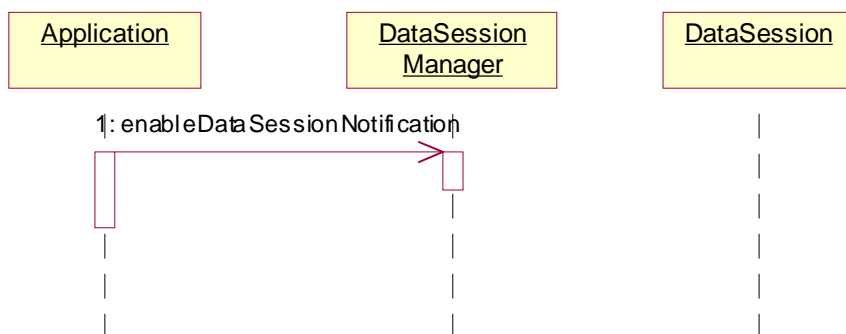 Application
DataSession
Manager
DataSession
1: enableDataSessionNotification